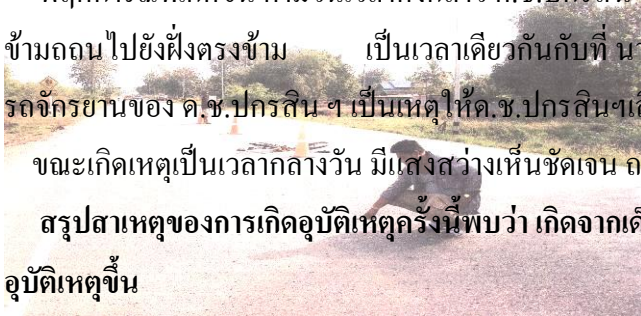 ข้ามถถน ไปยังฝั่งตรงข้าม เป็นเวลาเดียวกันกับที่
รถจักรยานของ ด.ช.ปกรสิน ฯ เป็นเหตุให้ด.ช.ปกรสินฯ
ขณะเกิดเหตุเป็นเวลากลางวัน มีแสงสว่างเห็นชัดเจน
สรุปสาเหตุของการเกิดอุบัติเหตุครั้งนี้พบว่า เกิดจาก
อุบัติเหตุขึ้น